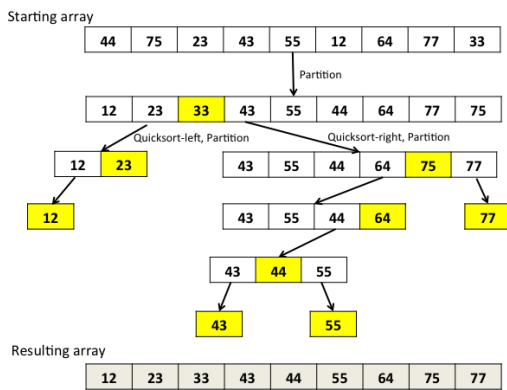 Starting array
44 75 23 43 55 12 64 77 33
Partition
12 23 33 43 55 44 64 77 75
Quicksort-left, Partition
Quicksort-right, Partition
12 23
43 55 44 64 75 77
12
43 55 44 64
77
43 44 55
43
55
Resulting array
12 23 33 43 44 55 64 75 77